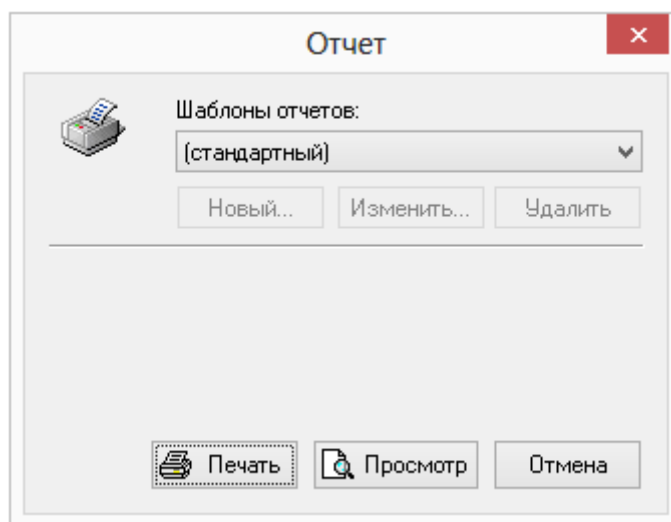 Отчет
Шаблоны отчетов:
(стандартный)
Новый... Изменить... Удалить
Печать Просмотр Отмена